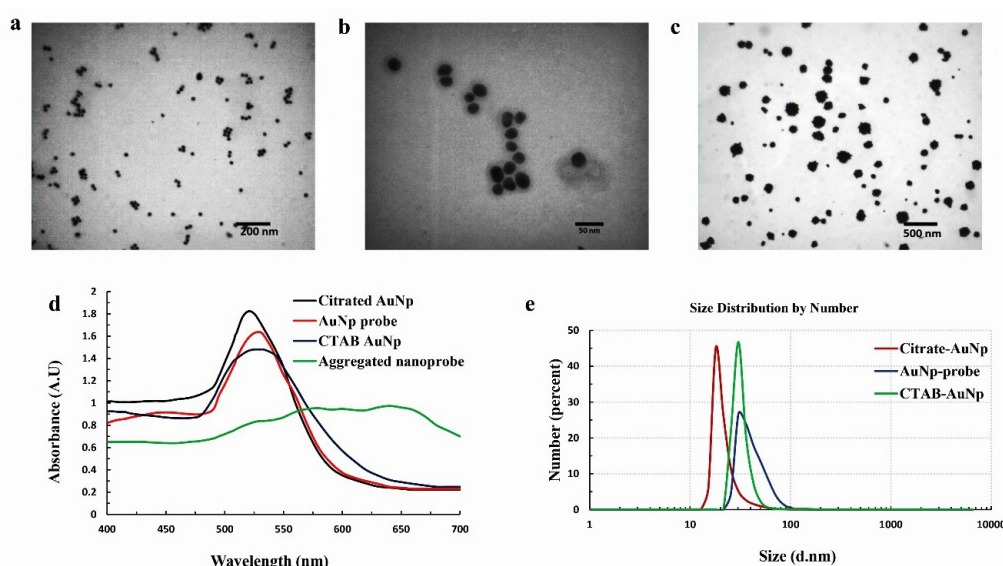 a
b
c
200 nm
50 nm
500 nm
d
2
1.8
1.6
1.4
1.2
1
0.8
0.6
0.4
0.2
0
Absorbance (A.U)
Citrated AuNp
AuNp probe
CTAB AuNp
Aggregated nanoprobe
400 450 500 550 600 650 700
Wavelength (nm)
e
Size Distribution by Number
50
40
30
20
10
0
Number (percent)
Citrate-AuNp
AuNp-probe
CTAB-AuNp
1 10 100 1000 10000
Size (d.nm)